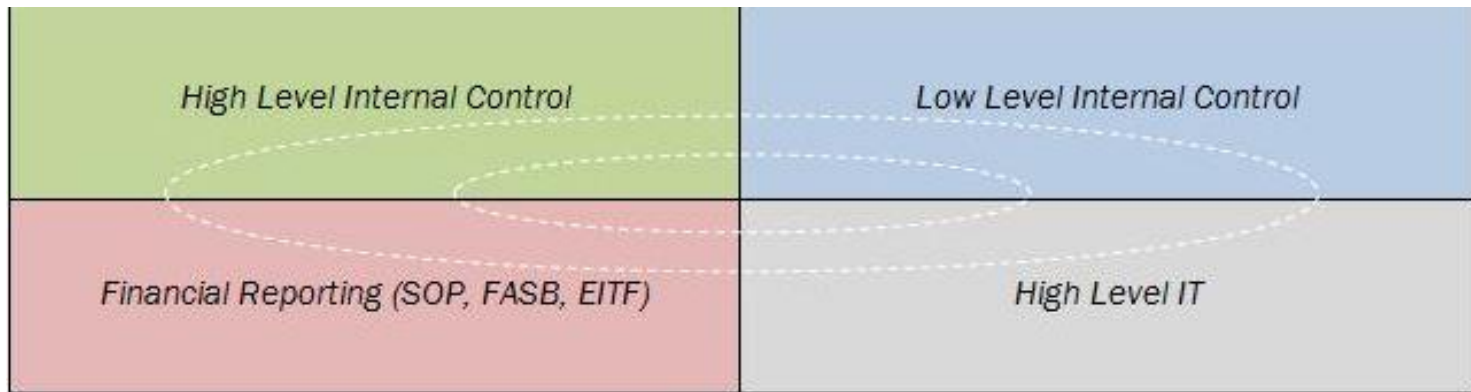 High Level Internal Control
Low Level Internal Control
Financial Reporting (SOP, FASB, EITF)
High Level IT